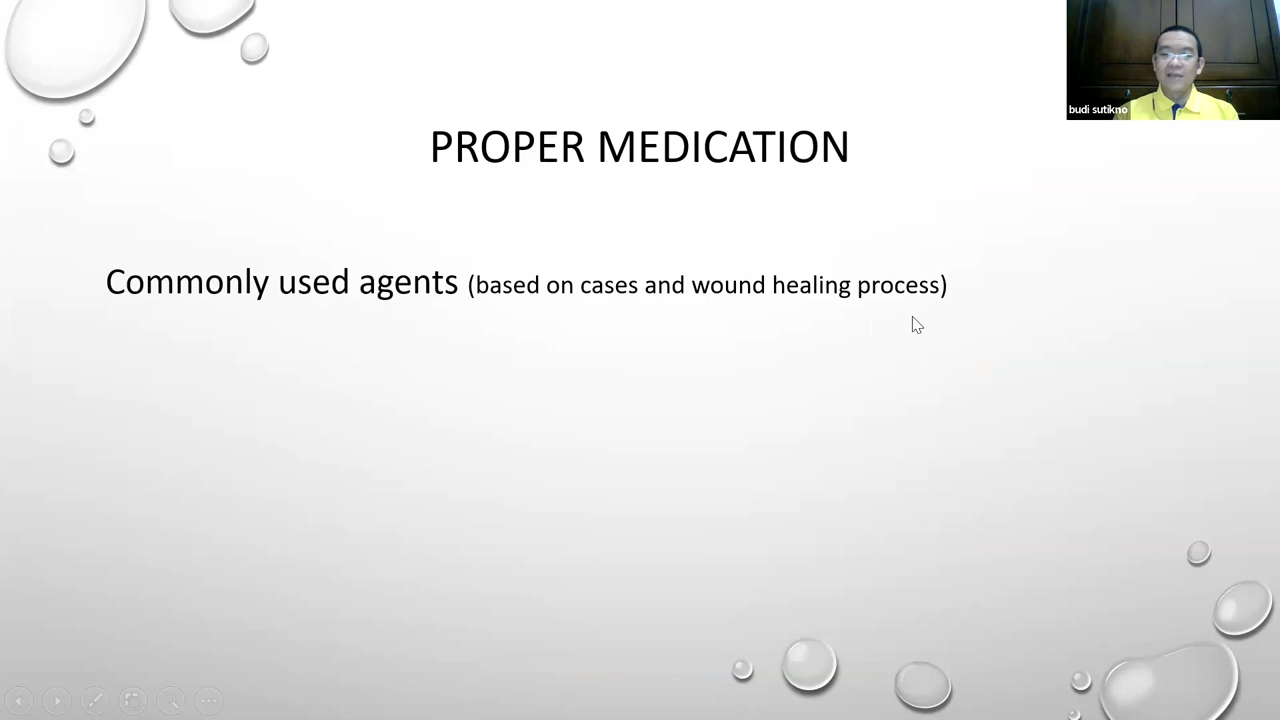 budi sutikno
PROPER MEDICATION
Commonly used agents (based on cases and wound healing process)